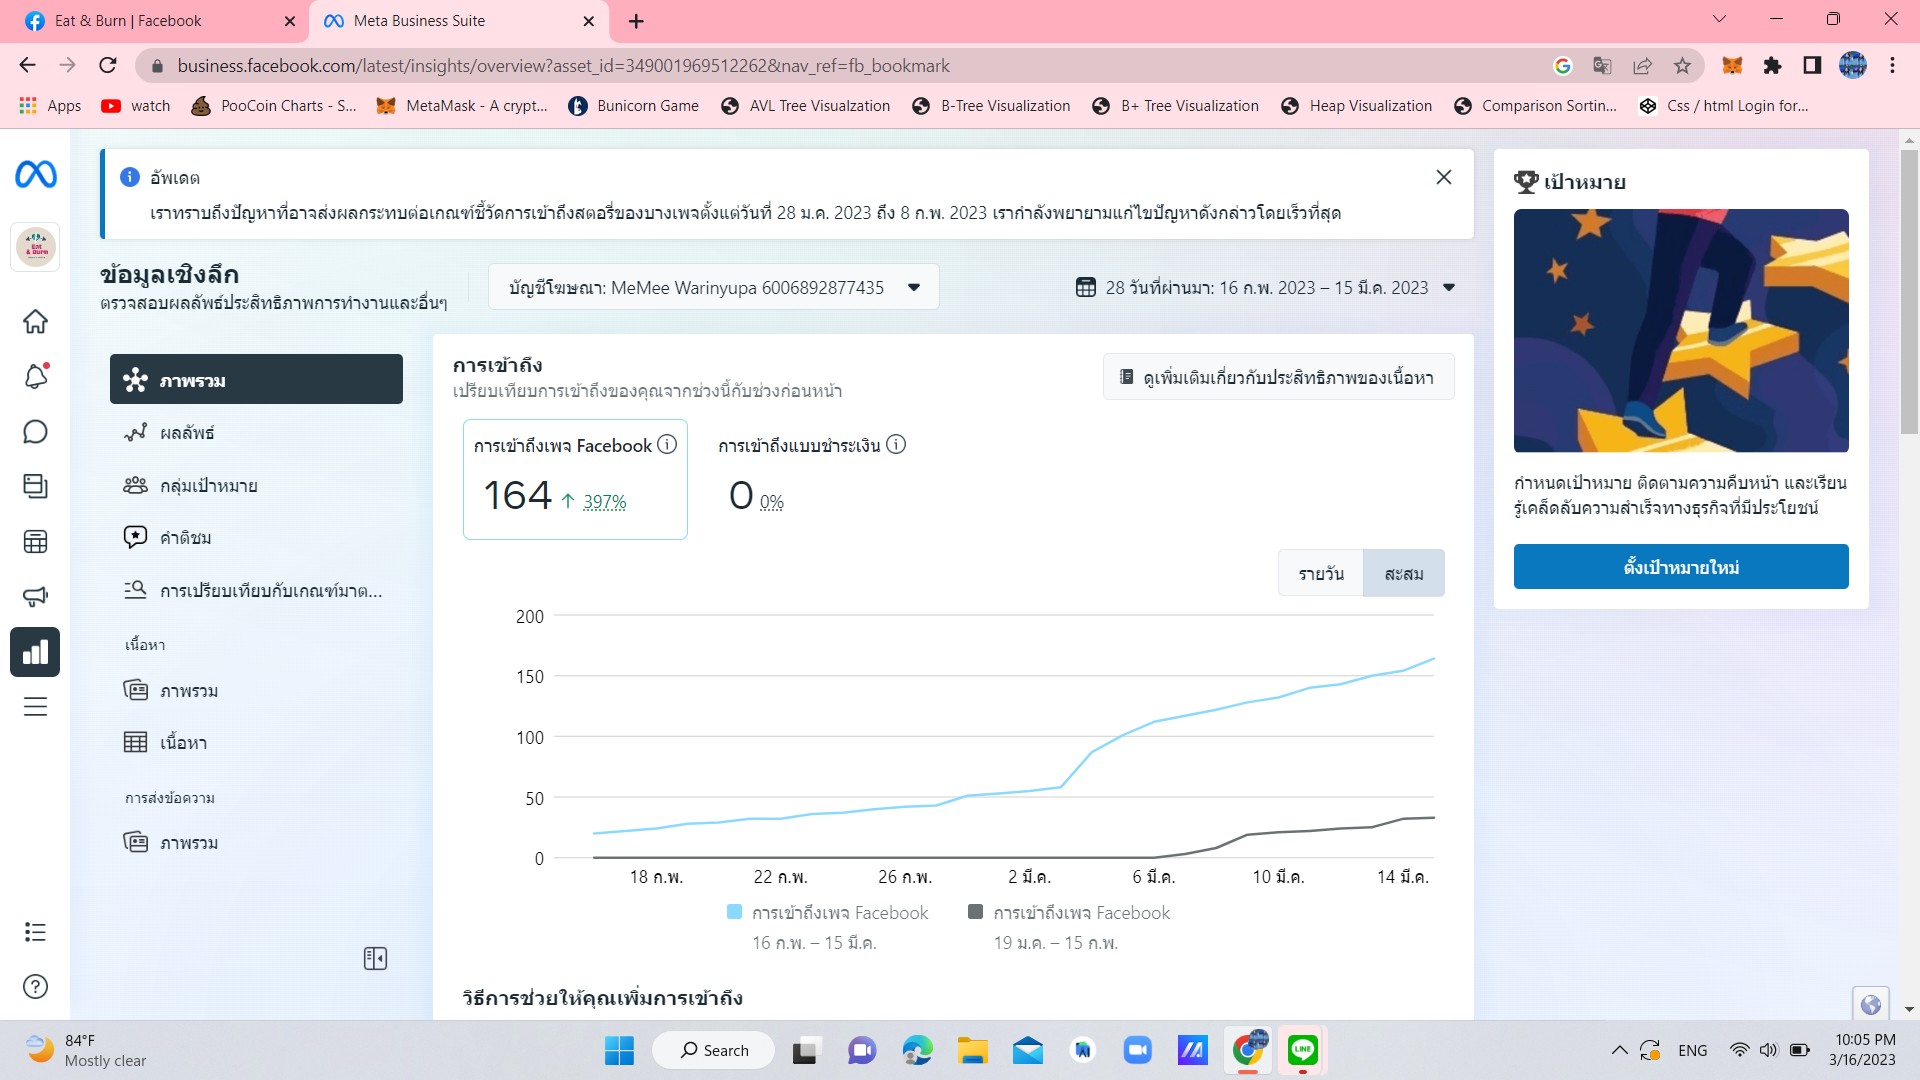 Eat & Burn | Facebook
Meta Business Suite
business.facebook.com/latest/insights/overview?asset_id=349001969512262&nav_ref=fb_bookmark
Apps
watch
PooCoin Charts - S...
MetaMask - A crypt...
Bunicorn Game
AVL Tree Visualzation
B-Tree Visualization
B+ Tree Visualization
Heap Visualization
Comparison Sortin...
Css / html Login for...
อัพเดต
เราทราบถึงปัญหาที่อาจส่งผลกระทบต่อเกณฑ์ชี้วัดการเข้าถึงสตอรี่ของบางเพจตั้งแต่วันที่ 28 ม.ค. 2023 ถึง 8 ก.พ. 2023 เรากำลังพยายามแก้ไขปัญหาดังกล่าวโดยเร็วที่สุด
Eat
& Burn
ข้อมูลเชิงลึก
ตรวจสอบผลลัพธ์ประสิทธิภาพการทำงานและอื่นๆ
บัญชีโฆษณา: MeMee Warinyupa 6006892877435
28 วันที่ผ่านมา: 16 ก.พ. 2023 – 15 มี.ค. 2023
ภาพรวม
ผลลัพธ์
กลุ่มเป้าหมาย
คำติชม
การเปรียบเทียบกับเกณฑ์มาต...
เนื้อหา
ภาพรวม
เนื้อหา
การส่งข้อความ
ภาพรวม
การเข้าถึง
เปรียบเทียบการเข้าถึงของคุณจากช่วงนี้กับช่วงก่อนหน้า
ดูเพิ่มเติมเกี่ยวกับประสิทธิภาพของเนื้อหา
การเข้าถึงเพจ Facebook
164 ↑ 397%
การเข้าถึงแบบชำระเงิน
0 0%
รายวัน
สะสม
200
150
100
50
0
18 ก.พ.
22 ก.พ.
26 ก.พ.
2 มี.ค.
6 มี.ค.
10 มี.ค.
14 มี.ค.
การเข้าถึงเพจ Facebook
16 ก.พ. – 15 มี.ค.
การเข้าถึงเพจ Facebook
19 ม.ค. – 15 ก.พ.
วิธีการช่วยให้คุณเพิ่มการเข้าถึง
เป้าหมาย
กำหนดเป้าหมาย ติดตามความคืบหน้า และเรียน
รู้เคล็ดลับความสำเร็จทางธุรกิจที่มีประโยชน์
ตั้งเป้าหมายใหม่
84°F
Mostly clear
Search
LINE
ENG
10:05 PM
3/16/2023